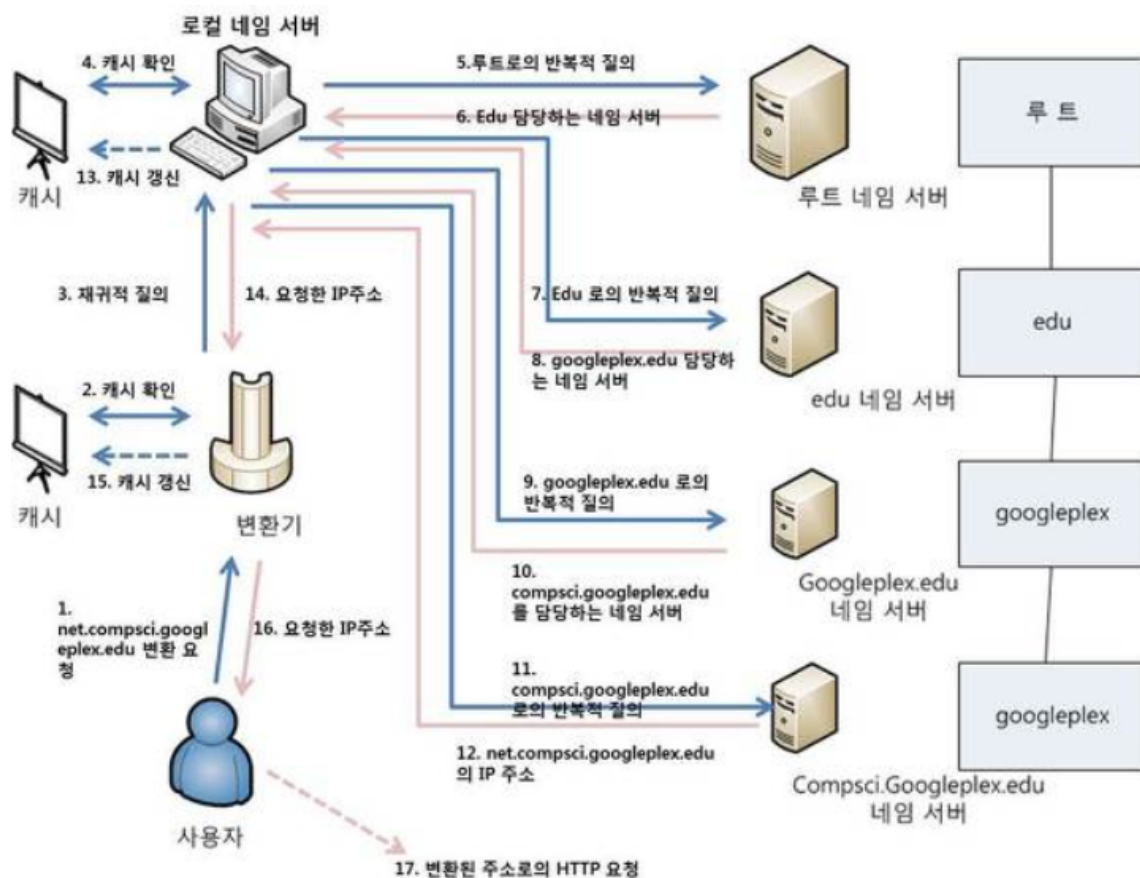 로컬 네임 서버
4. 캐시 확인
5.루트로의 반복적 질의
6. Edu 담당하는 네임 서버
루 트
13. 캐시 갱신
캐시
루트 네임 서버
3. 재귀적 질의
14. 요청한 IP주소
7. Edu 로의 반복적 질의
edu
8. googleplex.edu 담당하
는 네임 서버
edu 네임 서버
2. 캐시 확인
15. 캐시 갱신
캐시
변환기
9. googleplex.edu 로의
반복적 질의
googleplex
Googleplex.edu
네임 서버
10.
compsci.googleplex.edu
를 담당하는 네임 서버
1.
net.compsci.googl
eplex.edu 변환 요
청
16. 요청한 IP주소
11.
compsci.googleplex.edu
로의 반복적 질의
googleplex
12. net.compsci.googleplex.edu
의 IP 주소
Compsci.Googleplex.edu
네임 서버
사용자
17. 변환된 주소로의 HTTP 요청